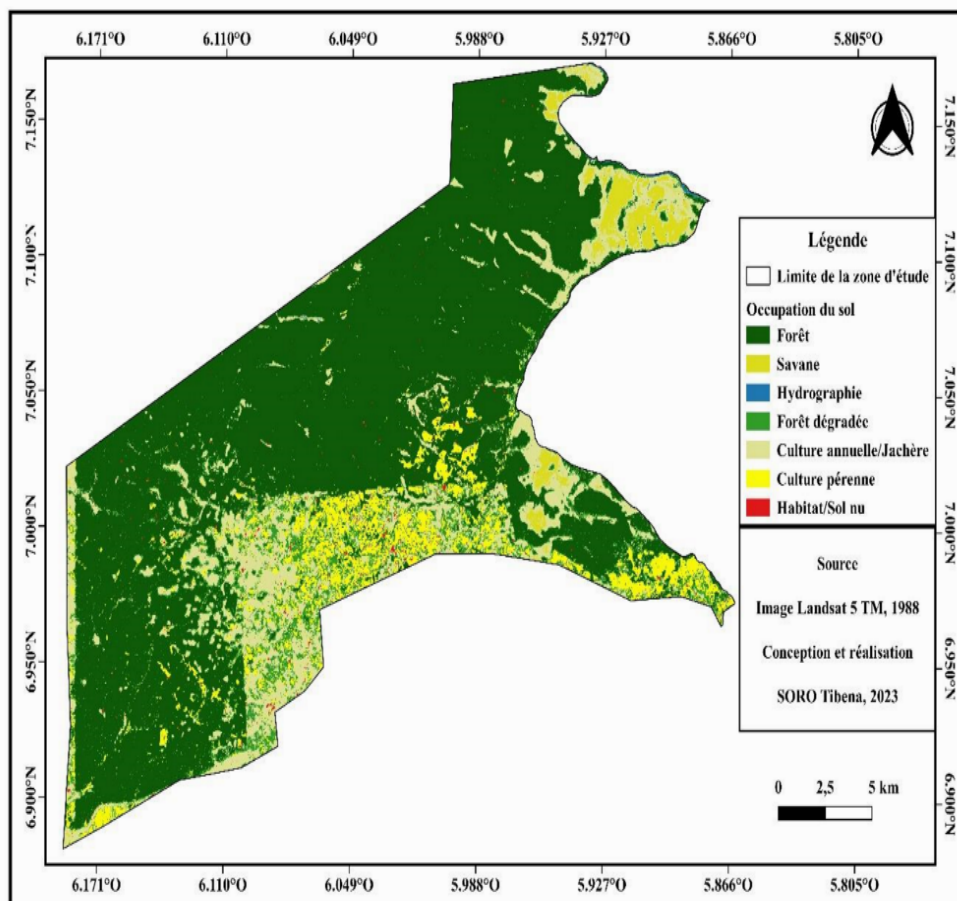 6.171°O 6.110°O 6.049°O 5.988°O 5.927°O 5.866°O 5.805°O
7.150°N
7.100°N
7.050°N
7.000°N
6.950°N
6.900°N
7.150°N
7.100°N
7.050°N
7.000°N
6.950°N
6.900°N
Légende
Limite de la zone d'étude
Occupation du sol
Forêt
Savane
Hydrographie
Forêt dégradée
Culture annuelle/Jachère
Culture pérenne
Habitat/Sol nu
Source
Image Landsat 5 TM, 1988
Conception et réalisation
SORO Tibena, 2023
0 2,5 5 km
6.171°O 6.110°O 6.049°O 5.988°O 5.927°O 5.866°O 5.805°O